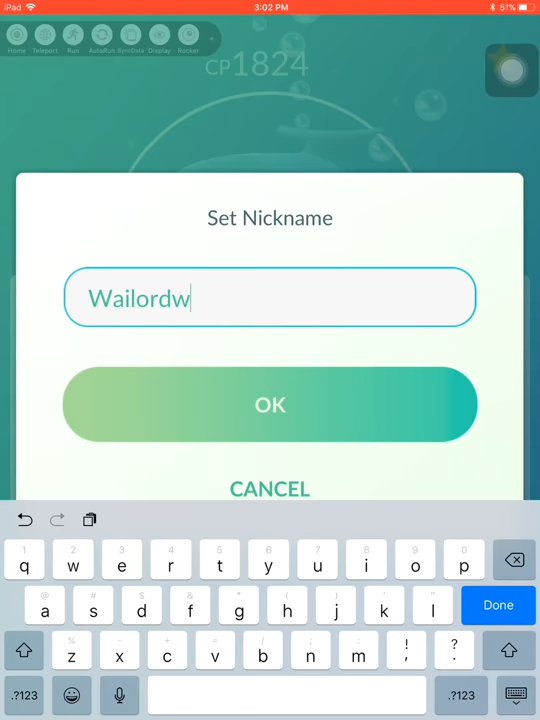 iPad 3:02 PM 51%
Home Teleport Run AutoRun SyncData Display Rocker
CP1824
Set Nickname
Wailordw
OK
CANCEL
1 2 3 4 5 6 7 8 9 0
q w e r t y u i o p
@ # $ & * ( ) ' "
a s d f g h j k l Done
% - + = / ; : ! ?
z x c v b n m , .
.?123 .?123